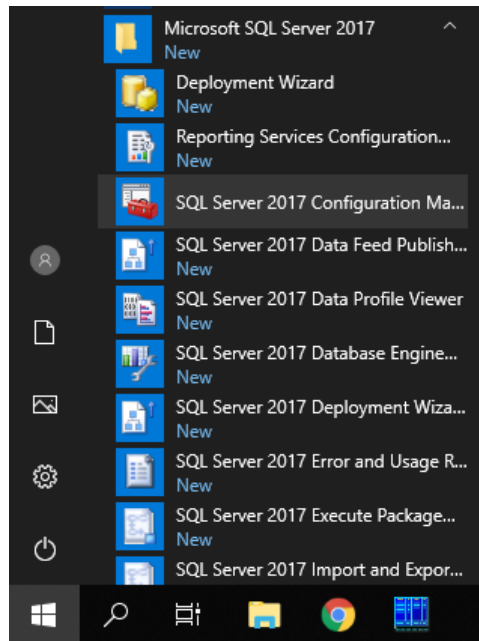 Microsoft SQL Server 2017
New
Deployment Wizard
New
Reporting Services Configuration...
New
SQL Server 2017 Configuration Ma...
SQL Server 2017 Data Feed Publish...
New
SQL Server 2017 Data Profile Viewer
New
SQL Server 2017 Database Engine...
New
SQL Server 2017 Deployment Wiza...
New
SQL Server 2017 Error and Usage R...
New
SQL Server 2017 Execute Package...
New
SQL Server 2017 Import and Expor...